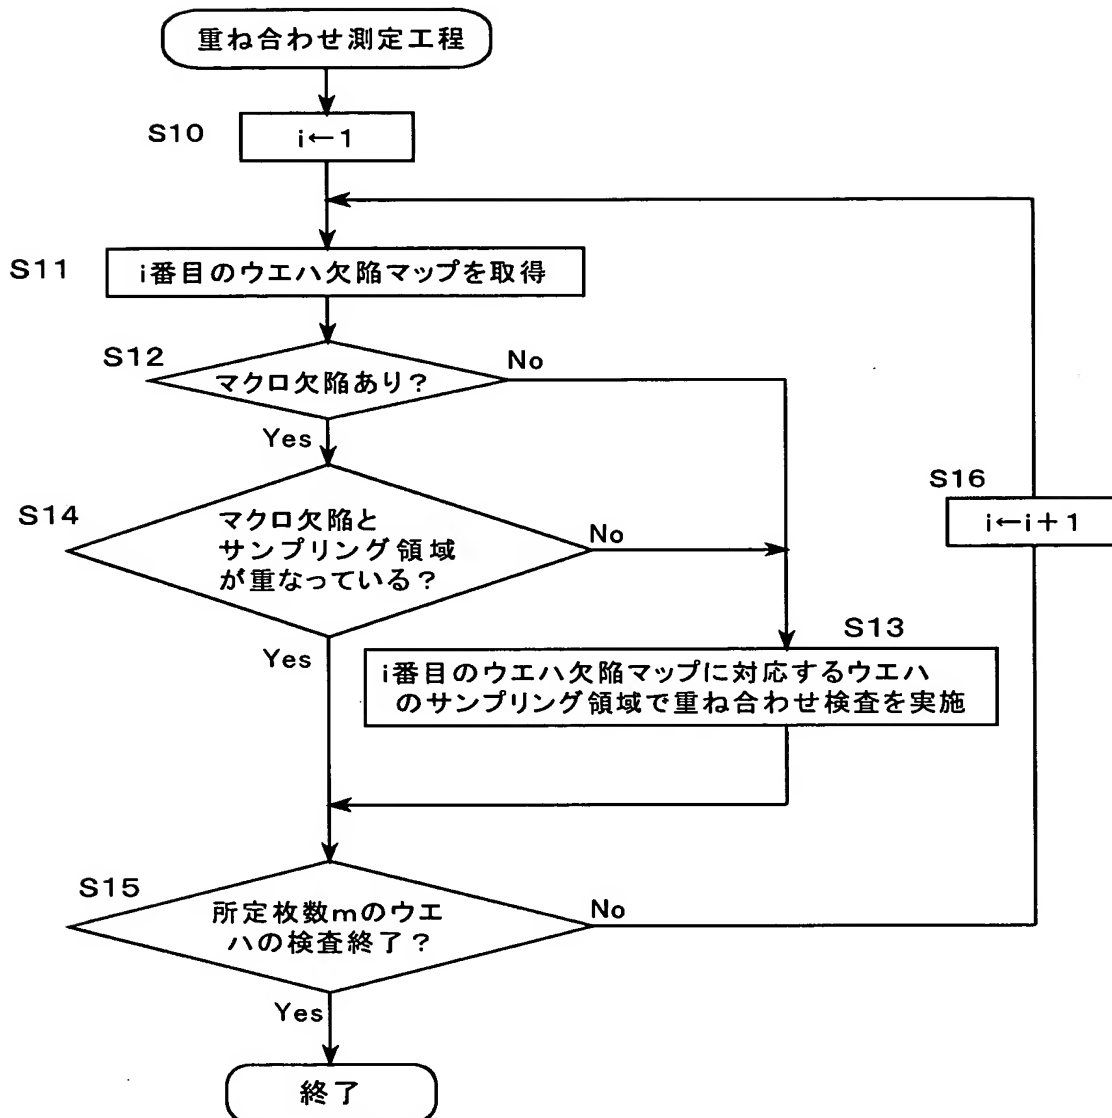 重ね合わせ測定工程
S10
i←1
S11
i番目のウエハ欠陥マップを取得
S12
マクロ欠陥あり？
No
Yes
S14
マクロ欠陥と
サンプリング領域
が重なっている？
No
Yes
S16
i←i＋1
S13
i番目のウエハ欠陥マップに対応するウエハ
のサンプリング領域で重ね合わせ検査を実施
S15
所定枚数mのウエ
ハの検査終了？
No
Yes
終了